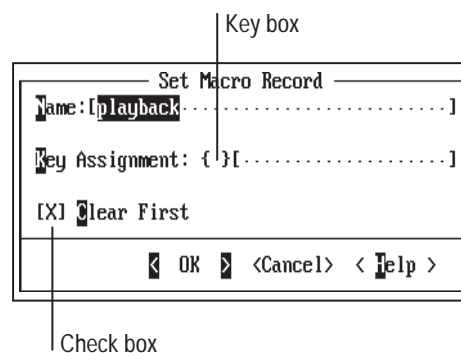 Key box
Set Macro Record
Name:[playback·······················]
Key Assignment: { }[··················]
[X] Clear First
< OK > <Cancel> < Help >
Check box